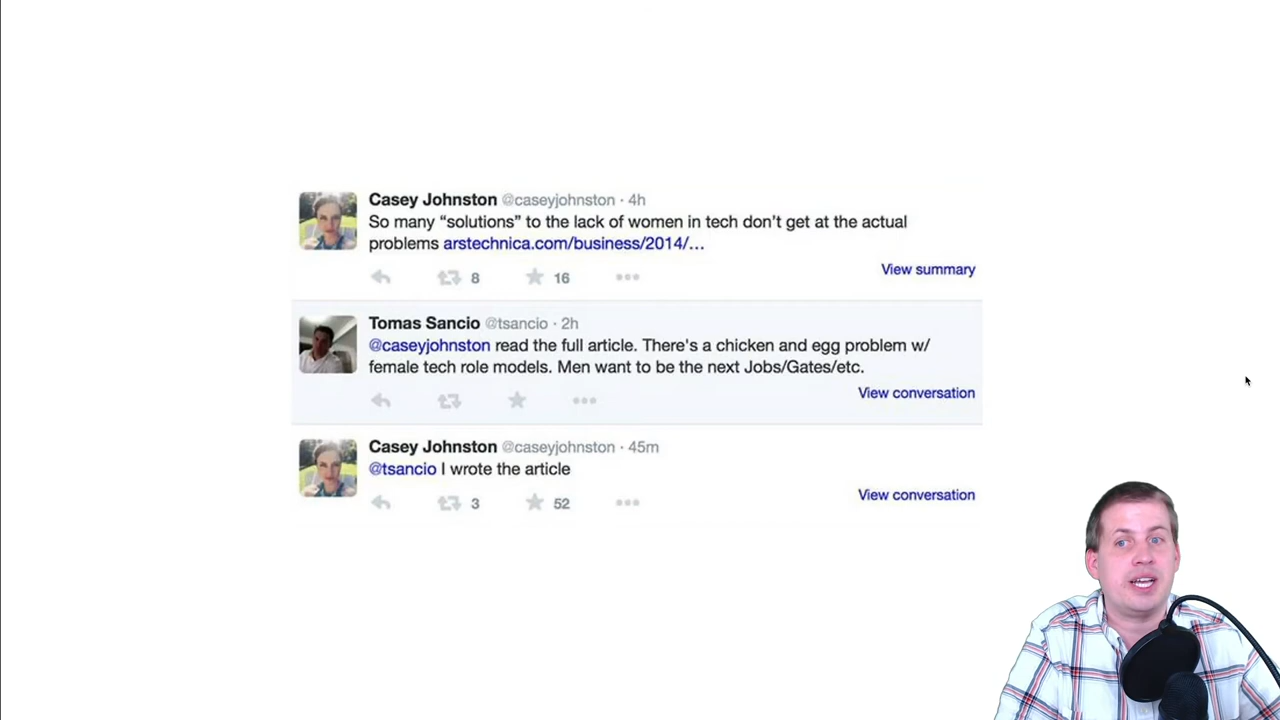 Casey Johnston @caseyjohnston · 4h
So many “solutions” to the lack of women in tech don’t get at the actual
problems arstechnica.com/business/2014/…
8 16
View summary
Tomas Sancio @tsancio · 2h
@caseyjohnston read the full article. There's a chicken and egg problem w/
female tech role models. Men want to be the next Jobs/Gates/etc.
View conversation
Casey Johnston @caseyjohnston · 45m
@tsancio I wrote the article
3 52
View conversation